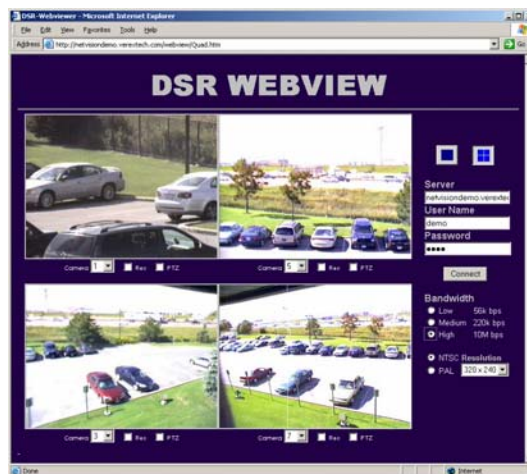 DSR-Webviewer - Microsoft Internet Explorer
File Edit View Favorites Tools Help
Address http://netvisiondemo.verextech.com/webview/Quad.htm Go
DSR WEBVIEW
Server
netvisiondemo.verextec
User Name
demo
Password
••••
Connect
Camera 1 Rec PTZ
Camera 5 Rec PTZ
Bandwidth
Low 56k bps
Medium 220k bps
High 10M bps
NTSC Resolution
PAL 320 x 240
Camera 3 Rec PTZ
Camera 7 Rec PTZ
Done Internet